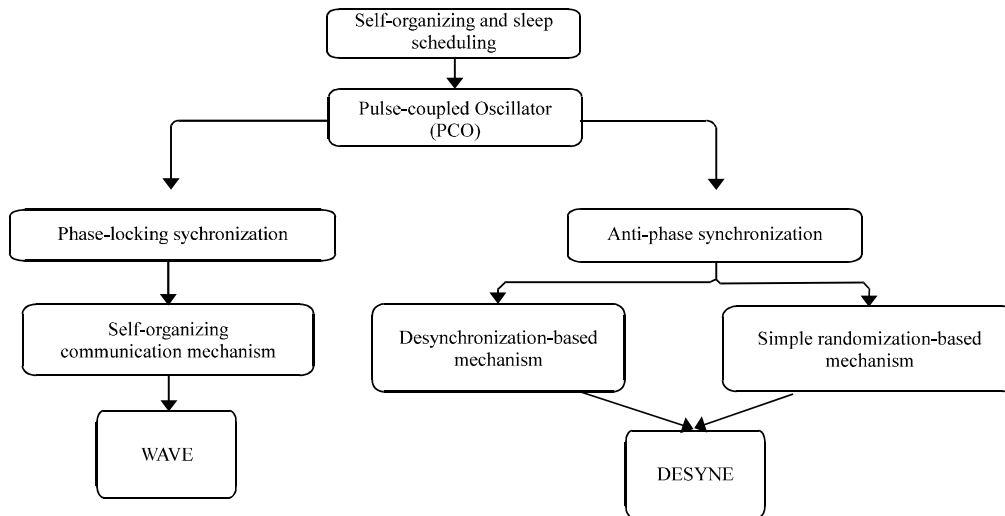 Self-organizing and sleep
scheduling
Pulse-coupled Oscillator
(PCO)
Phase-locking sychronization
Anti-phase synchronization
Self-organizing
communication mechanism
Desynchronization-based
mechanism
Simple randomization-based
mechanism
WAVE
DESYNE